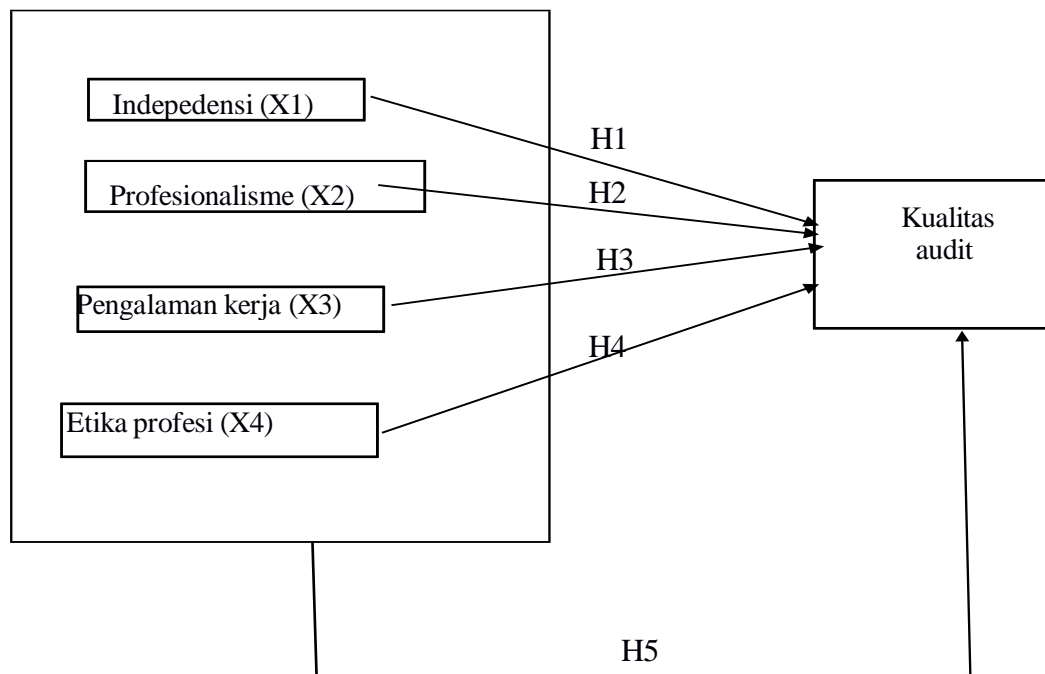 Indepedensi (X1)
H1
Profesionalisme (X2)
H2
Kualitas
audit
H3
Pengalaman kerja (X3)
H4
Etika profesi (X4)
H5